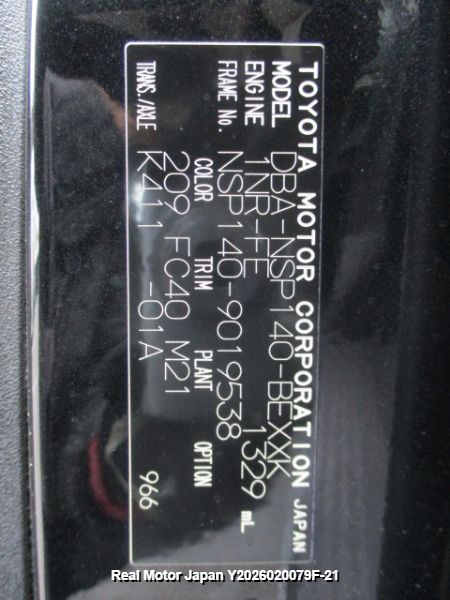 TOYOTA MOTOR CORPORATION JAPAN
MODEL DBA-NSP140-BEXXK
ENGINE 1NR-FE 1329 mL
FRAME No. NSP140-9019538
COLOR TRIM PLANT OPTION
209 FC40 M21
TRANS./AXLE K411 -01A 966
Real Motor Japan Y2026020079F-21